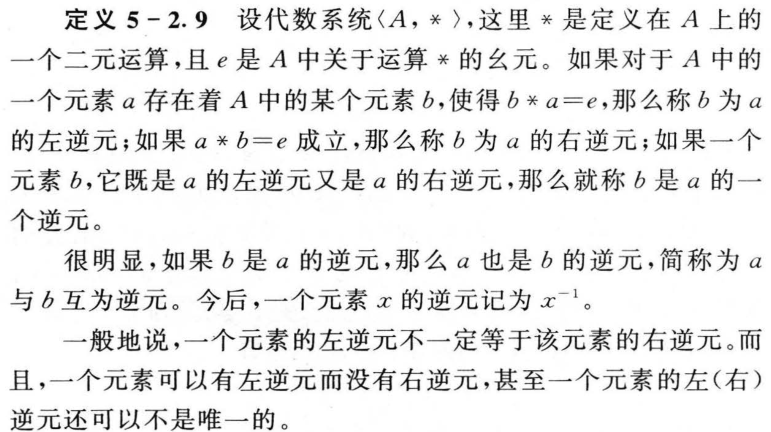 定义 5-2.9 设代数系统〈A, *〉,这里 * 是定义在 A 上的
一个二元运算,且 e 是 A 中关于运算 * 的幺元。如果对于 A 中的
一个元素 a 存在着 A 中的某个元素 b,使得 b*a=e,那么称 b 为 a
的左逆元;如果 a*b=e 成立,那么称 b 为 a 的右逆元;如果一个
元素 b,它既是 a 的左逆元又是 a 的右逆元,那么就称 b 是 a 的一
个逆元。
很明显,如果 b 是 a 的逆元,那么 a 也是 b 的逆元,简称为 a
与 b 互为逆元。今后,一个元素 x 的逆元记为 x⁻¹。
一般地说,一个元素的左逆元不一定等于该元素的右逆元。而
且,一个元素可以有左逆元而没有右逆元,甚至一个元素的左(右)
逆元还可以不是唯一的。